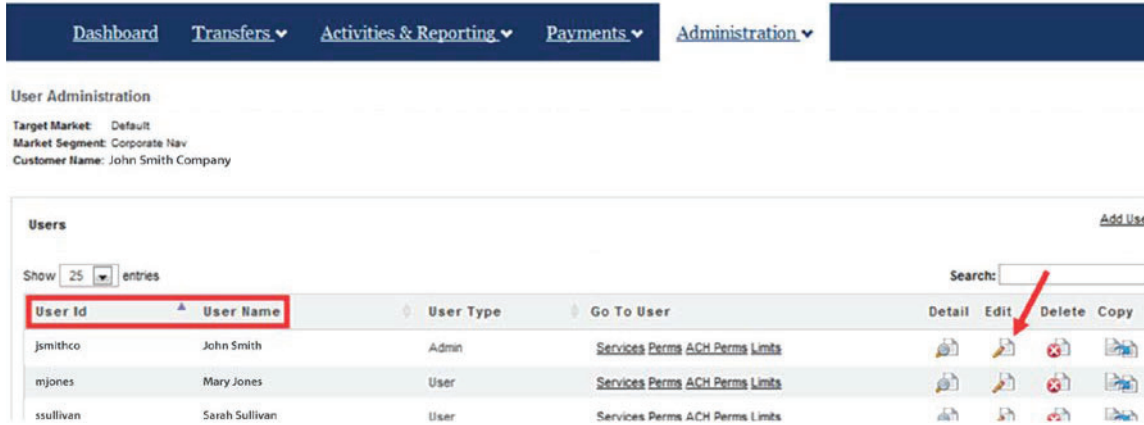 Dashboard Transfers Activities & Reporting Payments Administration
User Administration
Target Market: Default
Market Segment: Corporate Nav
Customer Name: John Smith Company
Users Add Use
Show 25 entries Search:
User Id User Name User Type Go To User Detail Edit Delete Copy
jsmithco John Smith Admin Services Perms ACH Perms Limits
mjones Mary Jones User Services Perms ACH Perms Limits
ssullivan Sarah Sullivan User Services Perms ACH Perms Limits